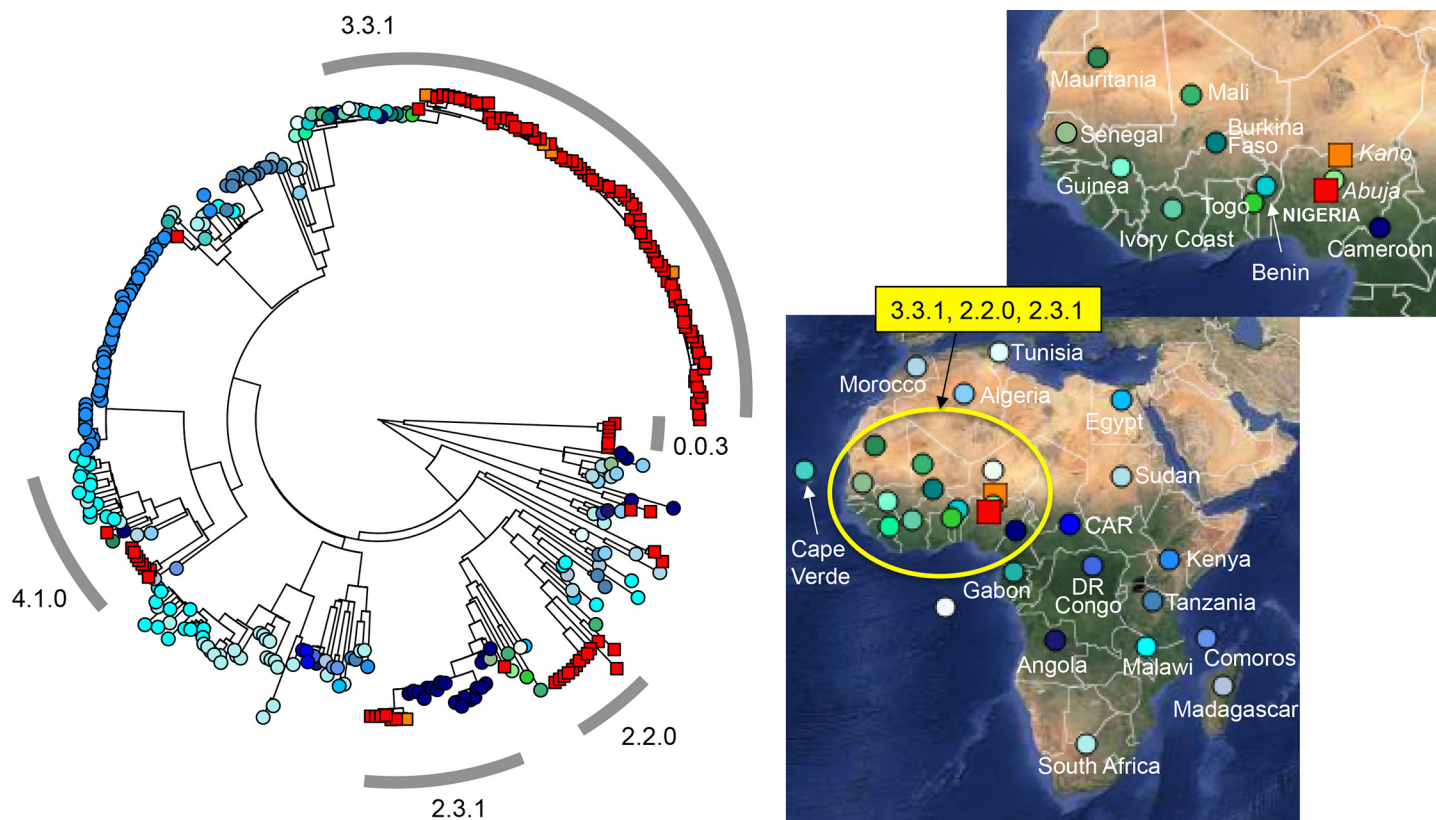 3.3.1
0.0.3
4.1.0
2.2.0
2.3.1
Mauritania
Mali
Senegal
Burkina
Faso
Kano
Guinea
Abuja
Togo
NIGERIA
Ivory Coast
Cameroon
Benin
3.3.1, 2.2.0, 2.3.1
Tunisia
Morocco
Algeria
Egypt
Sudan
Cape
Verde
CAR
Kenya
Gabon
DR
Congo
Tanzania
Angola
Malawi
Comoros
Madagascar
South Africa